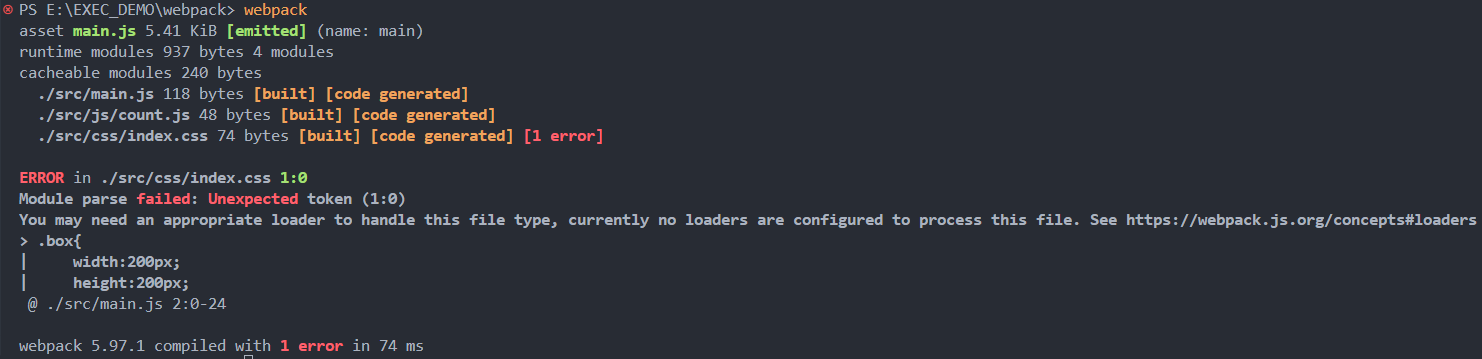 PS E:\EXEC_DEMO\webpack> webpack
asset main.js 5.41 KiB [emitted] (name: main)
runtime modules 937 bytes 4 modules
cacheable modules 240 bytes
  ./src/main.js 118 bytes [built] [code generated]
  ./src/js/count.js 48 bytes [built] [code generated]
  ./src/css/index.css 74 bytes [built] [code generated] [1 error]

ERROR in ./src/css/index.css 1:0
Module parse failed: Unexpected token (1:0)
You may need an appropriate loader to handle this file type, currently no loaders are configured to process this file. See https://webpack.js.org/concepts#loaders
> .box{
|     width:200px;
|     height:200px;
 @ ./src/main.js 2:0-24

webpack 5.97.1 compiled with 1 error in 74 ms